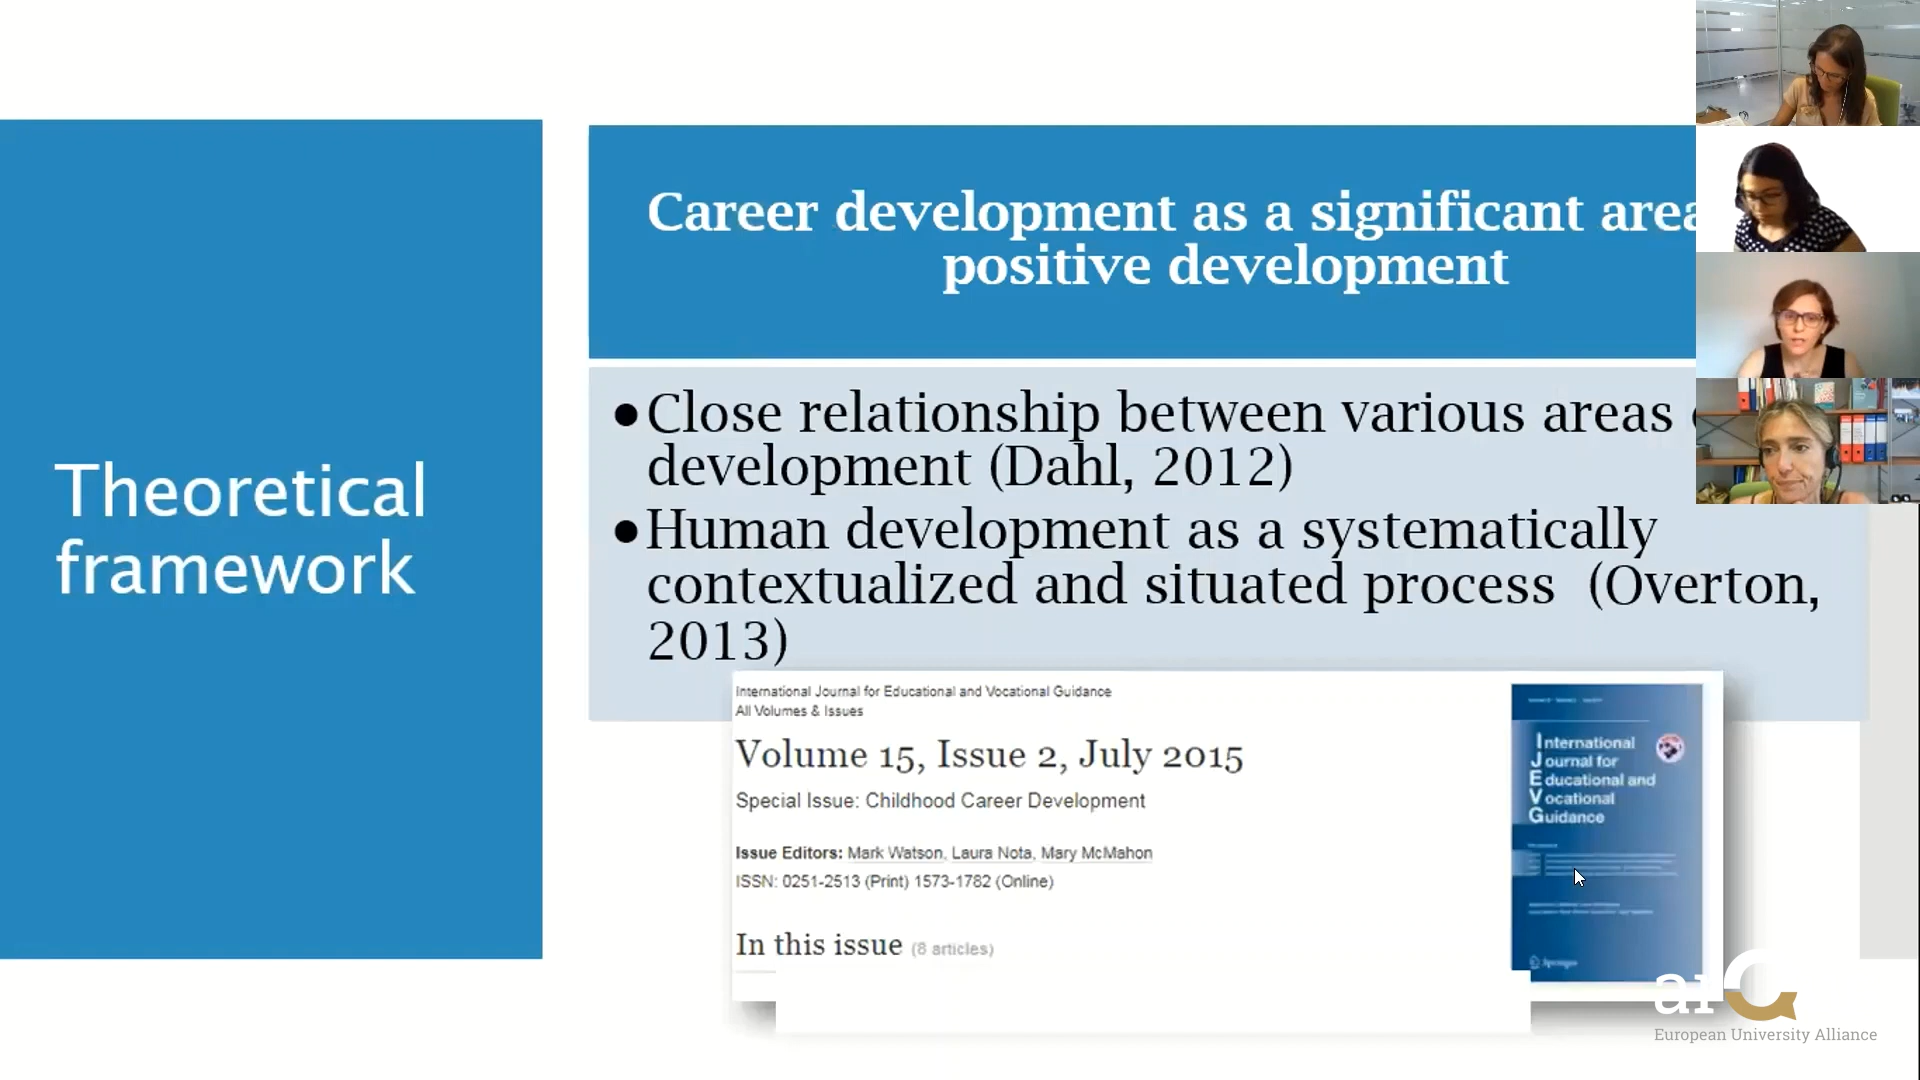 Theoretical
framework
Career development as a significant area
positive development
●Close relationship between various areas
development (Dahl, 2012)
●Human development as a systematically
contextualized and situated process (Overton,
2013)
International Journal for Educational and Vocational Guidance
All Volumes & Issues
Volume 15, Issue 2, July 2015
Special Issue: Childhood Career Development
Issue Editors: Mark Watson, Laura Nota, Mary McMahon
ISSN: 0251-2513 (Print) 1573-1782 (Online)
In this issue (8 articles)
International
Journal for
Educational and
Vocational
Guidance
Springer
European University Alliance